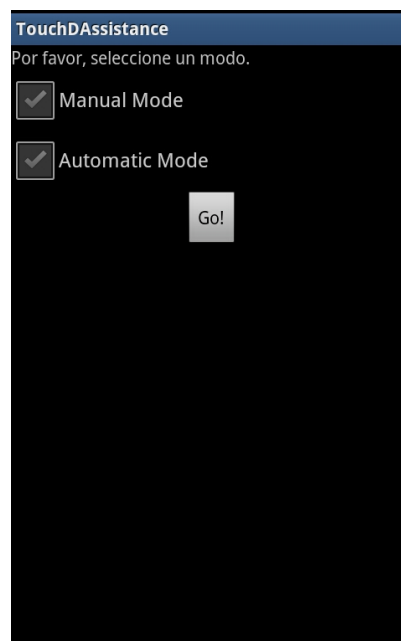 TouchDAssistance
Por favor, seleccione un modo.
Manual Mode
Automatic Mode
Go!